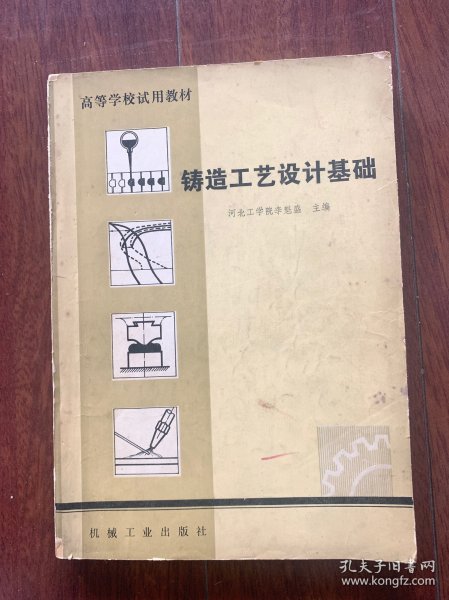 高等学校试用教材
铸造工艺设计基础
河北工学院李魁盛 主编
机械工业出版社
孔夫子旧书网
www.kongfz.com